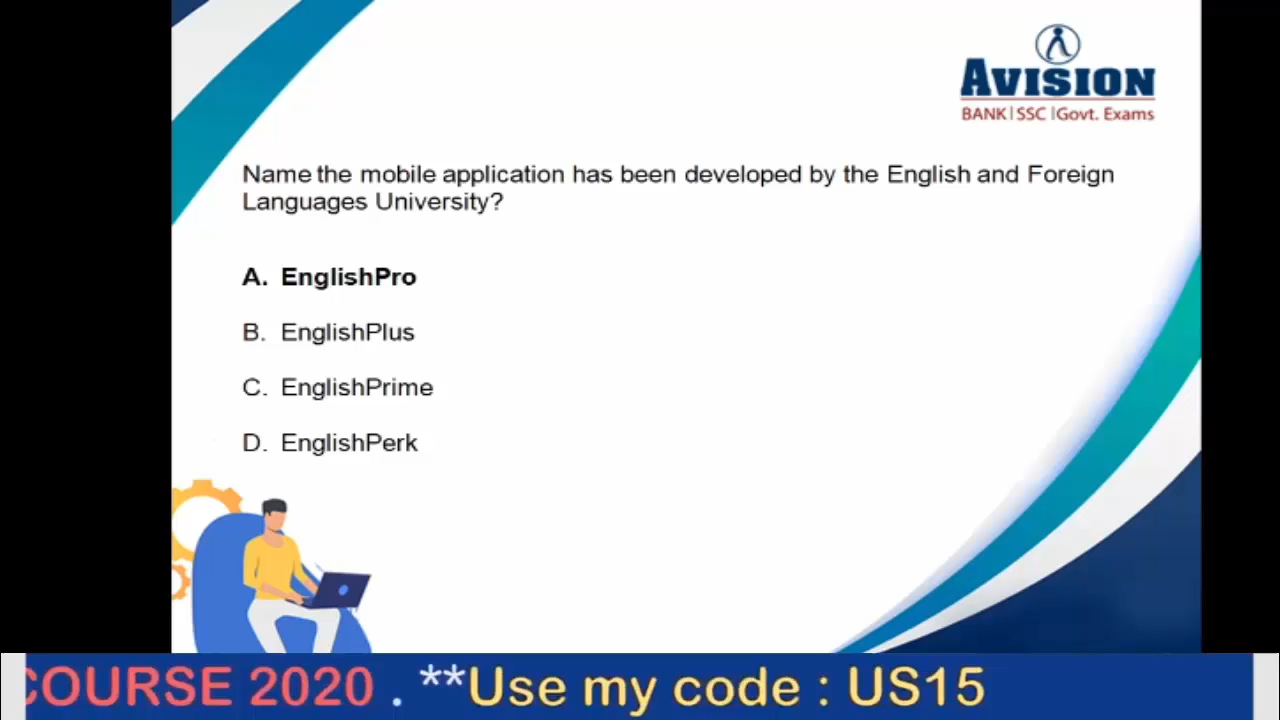 AVISION
BANK | SSC | Govt. Exams
Name the mobile application has been developed by the English and Foreign
Languages University?
A. EnglishPro
B. EnglishPlus
C. EnglishPrime
D. EnglishPerk
COURSE 2020 . **Use my code : US15